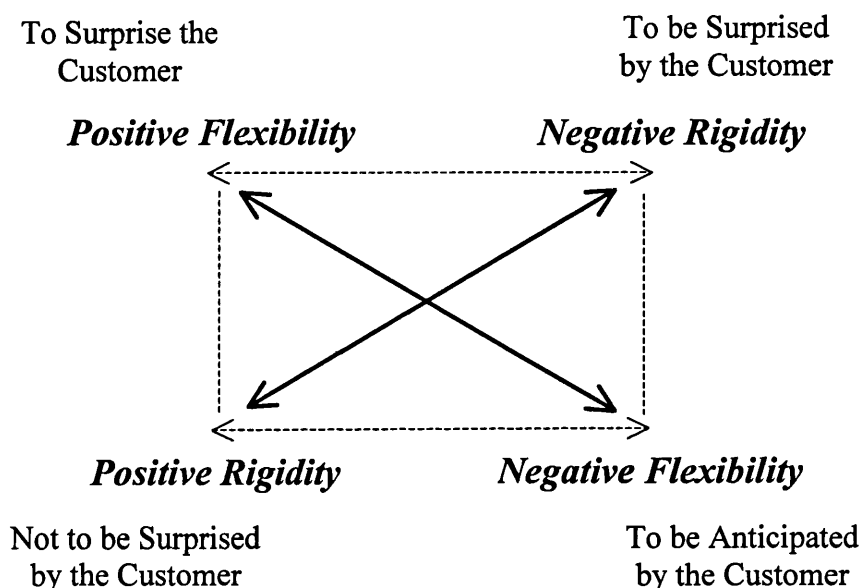 To Surprise the
Customer
To be Surprised
by the Customer
Positive Flexibility
Negative Rigidity
Positive Rigidity
Negative Flexibility
Not to be Surprised
by the Customer
To be Anticipated
by the Customer